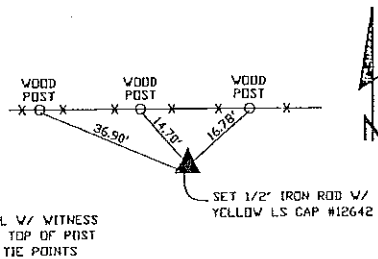 WOOD POST
WOOD POST
WOOD POST
36.90'
14.70'
16.78'
SET 1/2" IRON ROD W/
YELLOW LS CAP #12642
L W/ WITNESS
TOP OF POST
TIE POINTS